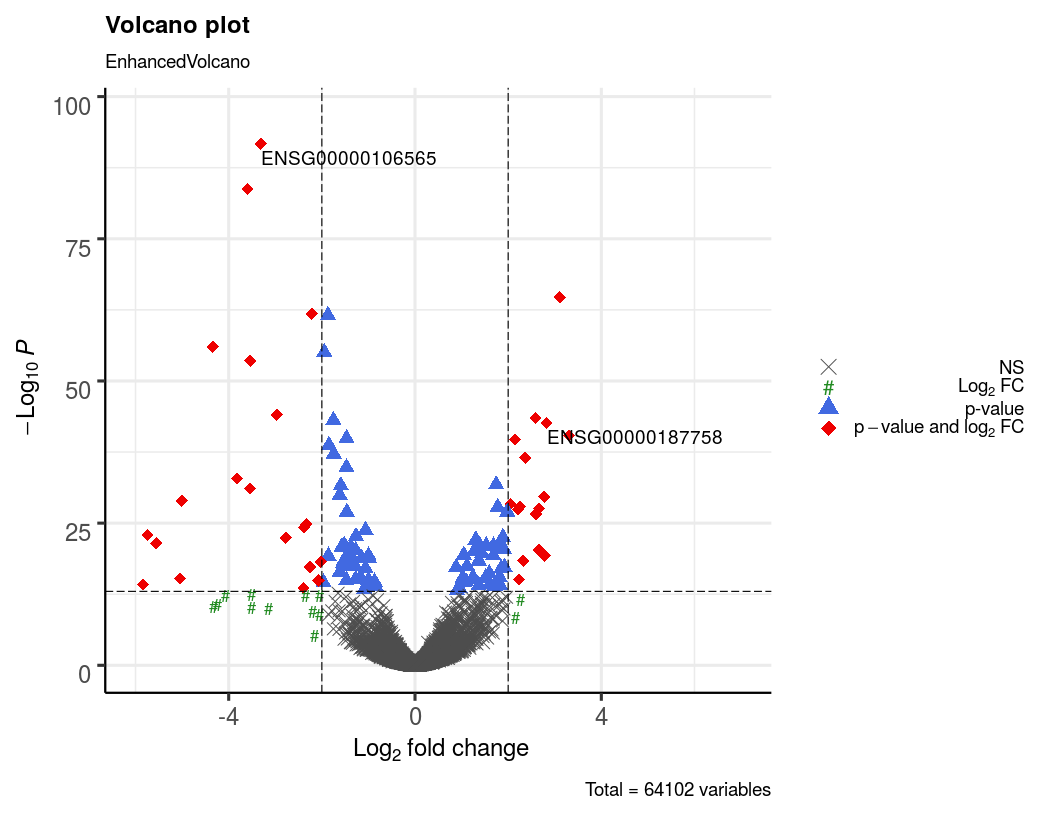 Volcano plot
EnhancedVolcano
100
75
50
25
0
−Log₁₀ P
ENSG00000106565
ENSG00000187758
-4
0
4
Log₂ fold change
NS
# Log₂ FC
p-value
p − value and log₂ FC
Total = 64102 variables